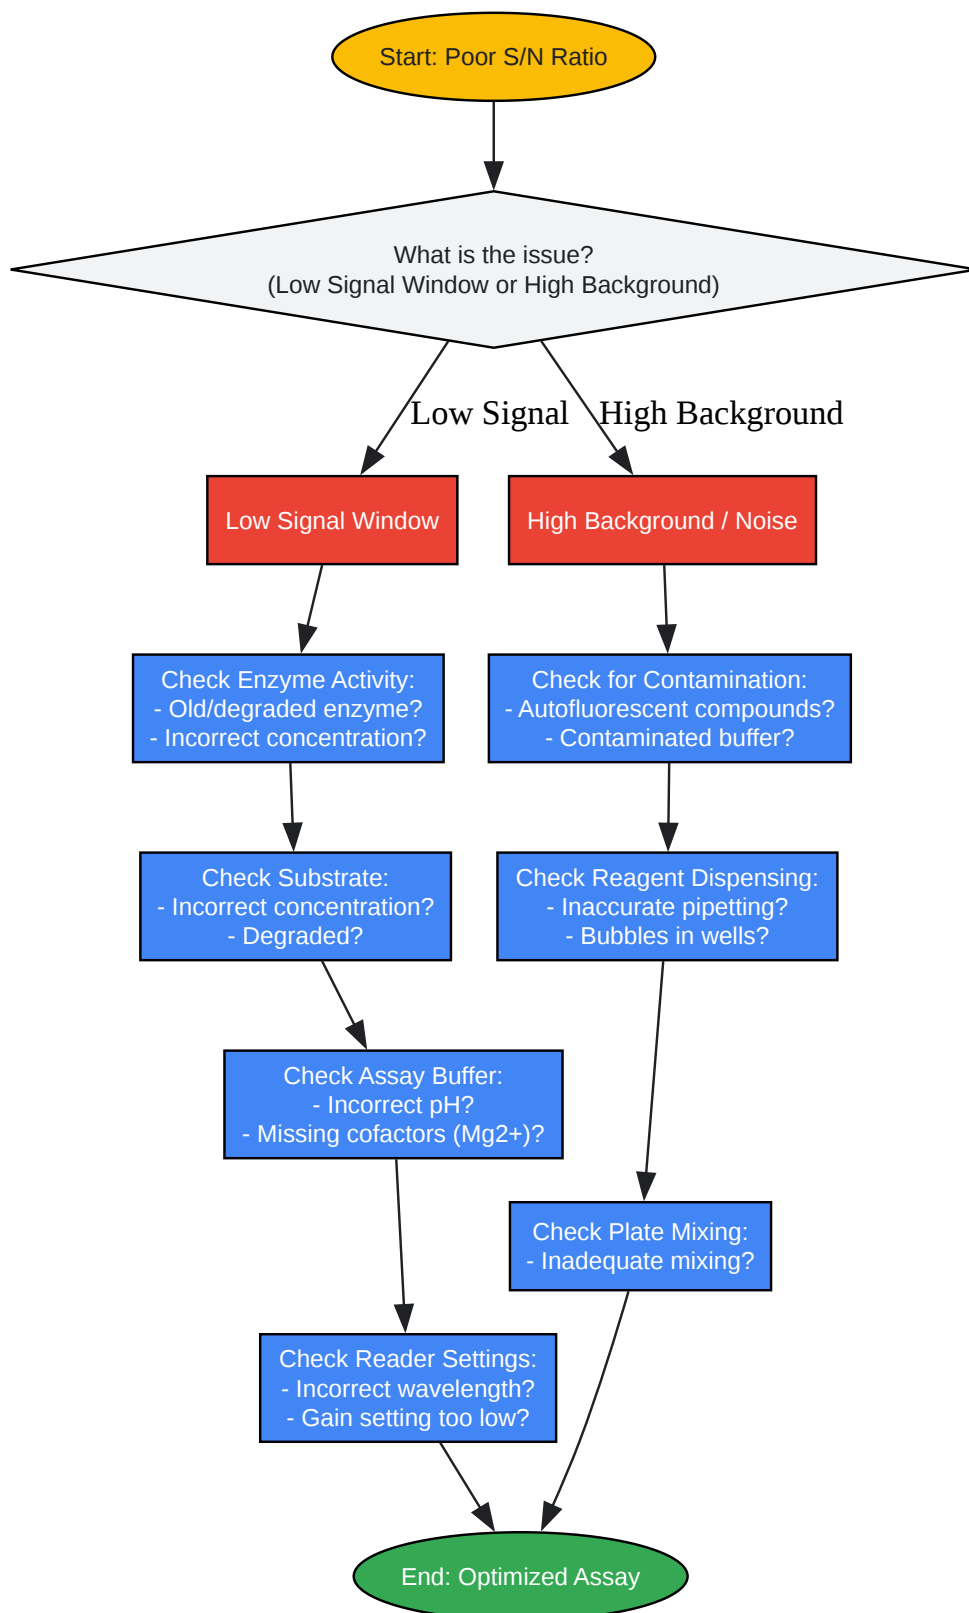 Start: Poor S/N Ratio
What is the issue?
(Low Signal Window or High Background)
Low Signal
High Background
Low Signal Window
High Background / Noise
Check Enzyme Activity:
- Old/degraded enzyme?
- Incorrect concentration?
Check for Contamination:
- Autofluorescent compounds?
- Contaminated buffer?
Check Substrate:
- Incorrect concentration?
- Degraded?
Check Reagent Dispensing:
- Inaccurate pipetting?
- Bubbles in wells?
Check Assay Buffer:
- Incorrect pH?
- Missing cofactors (Mg2+)?
Check Plate Mixing:
- Inadequate mixing?
Check Reader Settings:
- Incorrect wavelength?
- Gain setting too low?
End: Optimized Assay